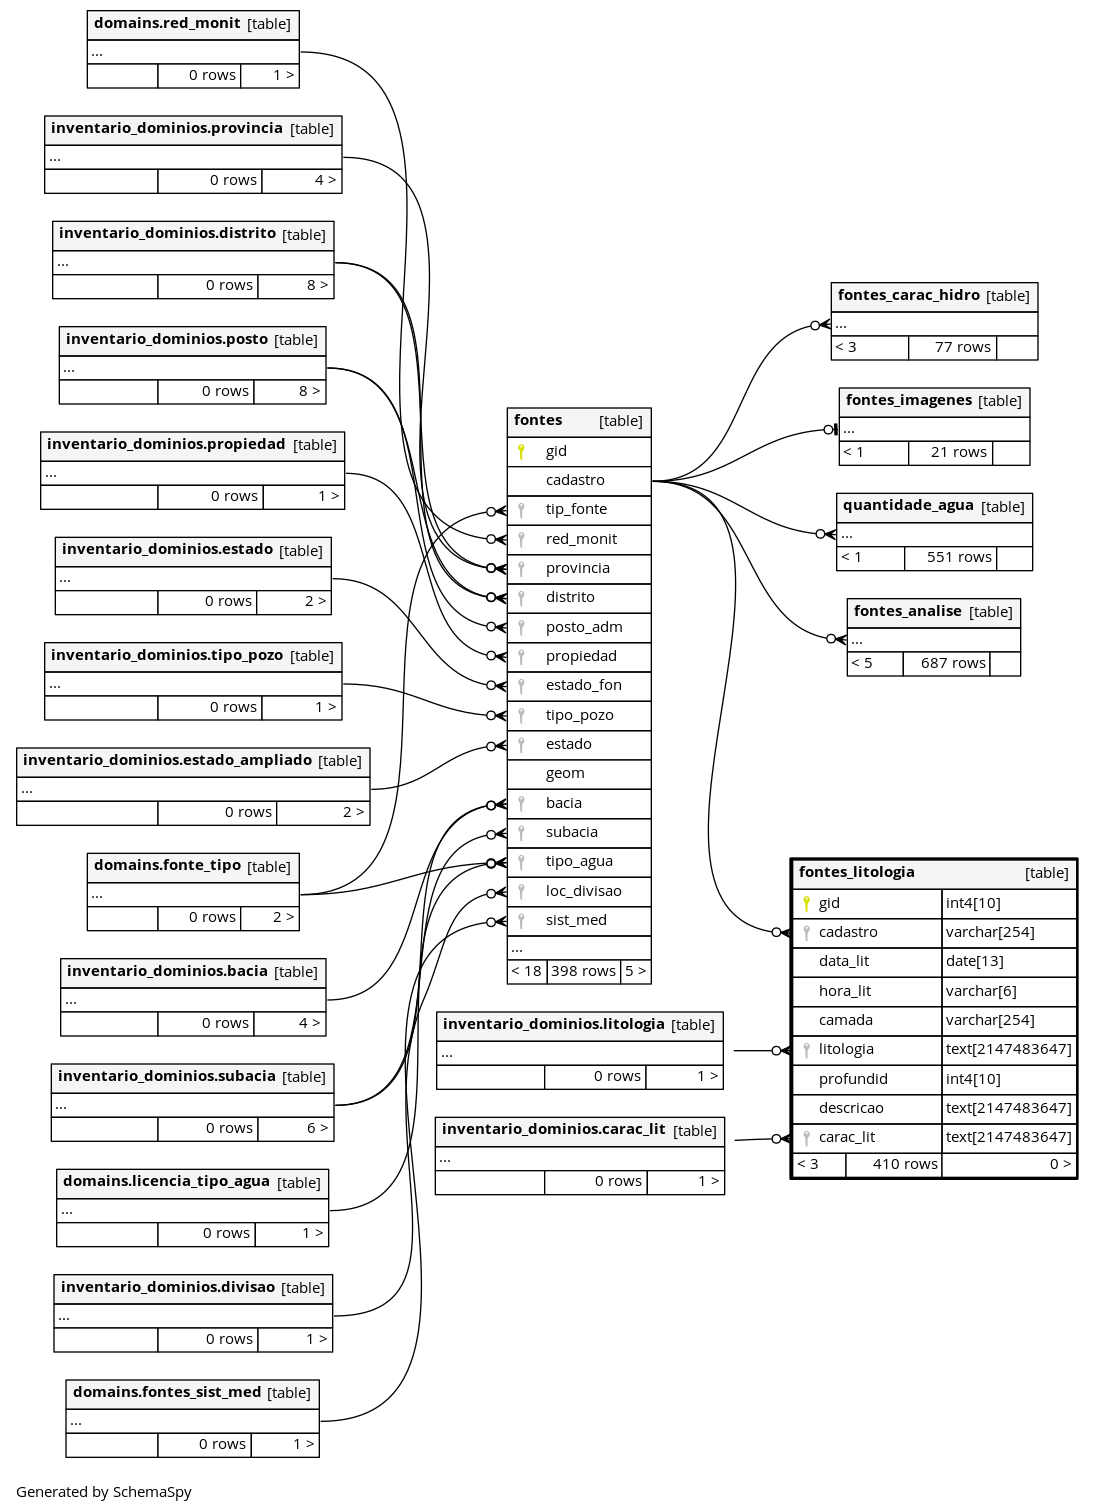 domains.red_monit [table]
...
0 rows 1 >
inventario_dominios.provincia [table]
...
0 rows 4 >
inventario_dominios.distrito [table]
...
0 rows 8 >
inventario_dominios.posto [table]
...
0 rows 8 >
inventario_dominios.propiedad [table]
...
0 rows 1 >
inventario_dominios.estado [table]
...
0 rows 2 >
inventario_dominios.tipo_pozo [table]
...
0 rows 1 >
inventario_dominios.estado_ampliado [table]
...
0 rows 2 >
domains.fonte_tipo [table]
...
0 rows 2 >
inventario_dominios.bacia [table]
...
0 rows 4 >
inventario_dominios.subacia [table]
...
0 rows 6 >
domains.licencia_tipo_agua [table]
...
0 rows 1 >
inventario_dominios.divisao [table]
...
0 rows 1 >
domains.fontes_sist_med [table]
...
0 rows 1 >
fontes [table]
gid
cadastro
tip_fonte
red_monit
provincia
distrito
posto_adm
propiedad
estado_fon
tipo_pozo
estado
geom
bacia
subacia
tipo_agua
loc_divisao
sist_med
...
< 18 398 rows 5 >
inventario_dominios.litologia [table]
...
0 rows 1 >
inventario_dominios.carac_lit [table]
...
0 rows 1 >
fontes_carac_hidro [table]
...
< 3 77 rows
fontes_imagenes [table]
...
< 1 21 rows
quantidade_agua [table]
...
< 1 551 rows
fontes_analise [table]
...
< 5 687 rows
fontes_litologia [table]
gid int4[10]
cadastro varchar[254]
data_lit date[13]
hora_lit varchar[6]
camada varchar[254]
litologia text[2147483647]
profundid int4[10]
descricao text[2147483647]
carac_lit text[2147483647]
< 3 410 rows 0 >
Generated by SchemaSpy